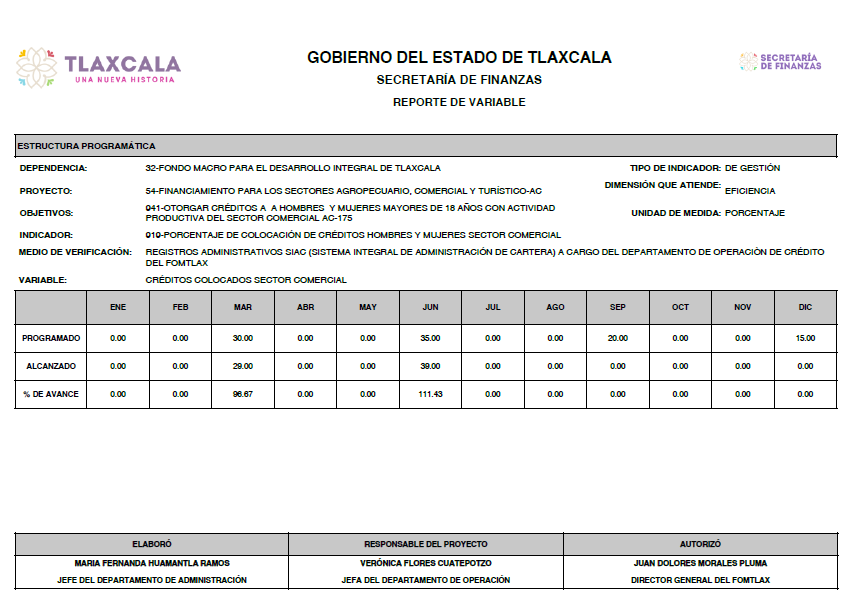 TLAXCALA
UNA NUEVA HISTORIA
GOBIERNO DEL ESTADO DE TLAXCALA
SECRETARÍA DE FINANZAS
REPORTE DE VARIABLE
SECRETARÍA
DE FINANZAS
ESTRUCTURA PROGRAMÁTICA
DEPENDENCIA: 32-FONDO MACRO PARA EL DESARROLLO INTEGRAL DE TLAXCALA TIPO DE INDICADOR: DE GESTIÓN
PROYECTO: 54-FINANCIAMIENTO PARA LOS SECTORES AGROPECUARIO, COMERCIAL Y TURÍSTICO-AC DIMENSIÓN QUE ATIENDE: EFICIENCIA
OBJETIVOS: 041-OTORGAR CRÉDITOS A A HOMBRES Y MUJERES MAYORES DE 18 AÑOS CON ACTIVIDAD
PRODUCTIVA DEL SECTOR COMERCIAL AC-175 UNIDAD DE MEDIDA: PORCENTAJE
INDICADOR: 019-PORCENTAJE DE COLOCACIÓN DE CRÉDITOS HOMBRES Y MUJERES SECTOR COMERCIAL
MEDIO DE VERIFICACIÓN: REGISTROS ADMINISTRATIVOS SIAC (SISTEMA INTEGRAL DE ADMINISTRACIÓN DE CARTERA) A CARGO DEL DEPARTAMENTO DE OPERACIÓN DE CRÉDITO
DEL FOMTLAX
VARIABLE: CRÉDITOS COLOCADOS SECTOR COMERCIAL
ENE FEB MAR ABR MAY JUN JUL AGO SEP OCT NOV DIC
PROGRAMADO 0.00 0.00 30.00 0.00 0.00 35.00 0.00 0.00 20.00 0.00 0.00 15.00
ALCANZADO 0.00 0.00 29.00 0.00 0.00 39.00 0.00 0.00 0.00 0.00 0.00 0.00
% DE AVANCE 0.00 0.00 96.67 0.00 0.00 111.43 0.00 0.00 0.00 0.00 0.00 0.00
ELABORÓ RESPONSABLE DEL PROYECTO AUTORIZÓ
MARIA FERNANDA HUAMANTLA RAMOS VERÓNICA FLORES CUATEPOTZO JUAN DOLORES MORALES PLUMA
JEFE DEL DEPARTAMENTO DE ADMINISTRACIÓN JEFA DEL DEPARTAMENTO DE OPERACIÓN DIRECTOR GENERAL DEL FOMTLAX